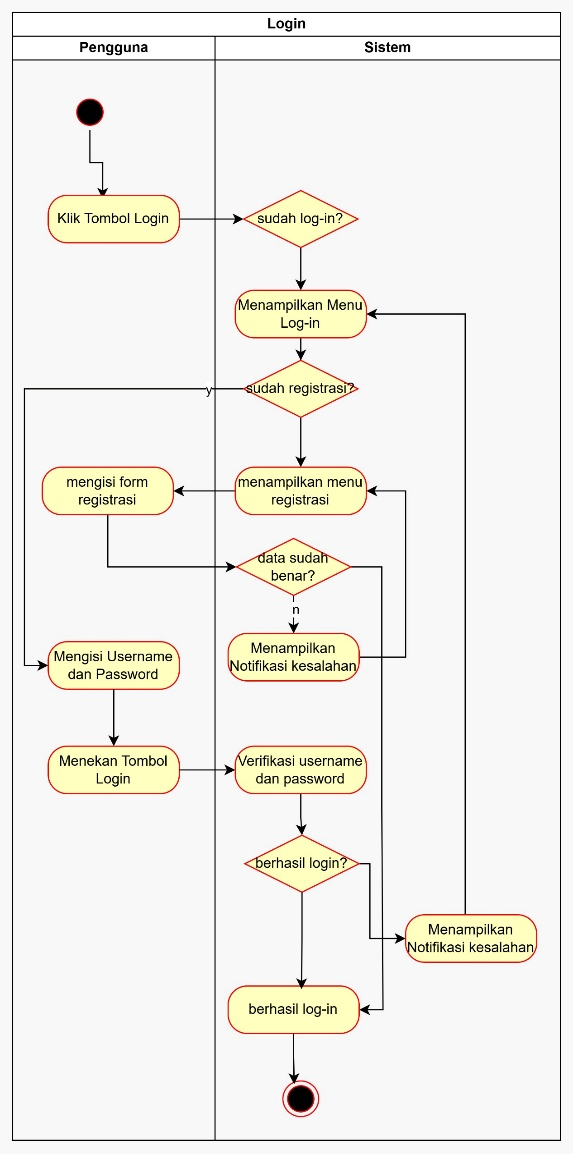 Login
Pengguna
Sistem
Klik Tombol Login
sudah log-in?
Menampilkan Menu
Log-in
y
sudah registrasi?
mengisi form
registrasi
menampilkan menu
registrasi
data sudah
benar?
n
Menampilkan
Notifikasi kesalahan
Mengisi Username
dan Password
Menekan Tombol
Login
Verifikasi username
dan password
berhasil login?
Menampilkan
Notifikasi kesalahan
berhasil log-in